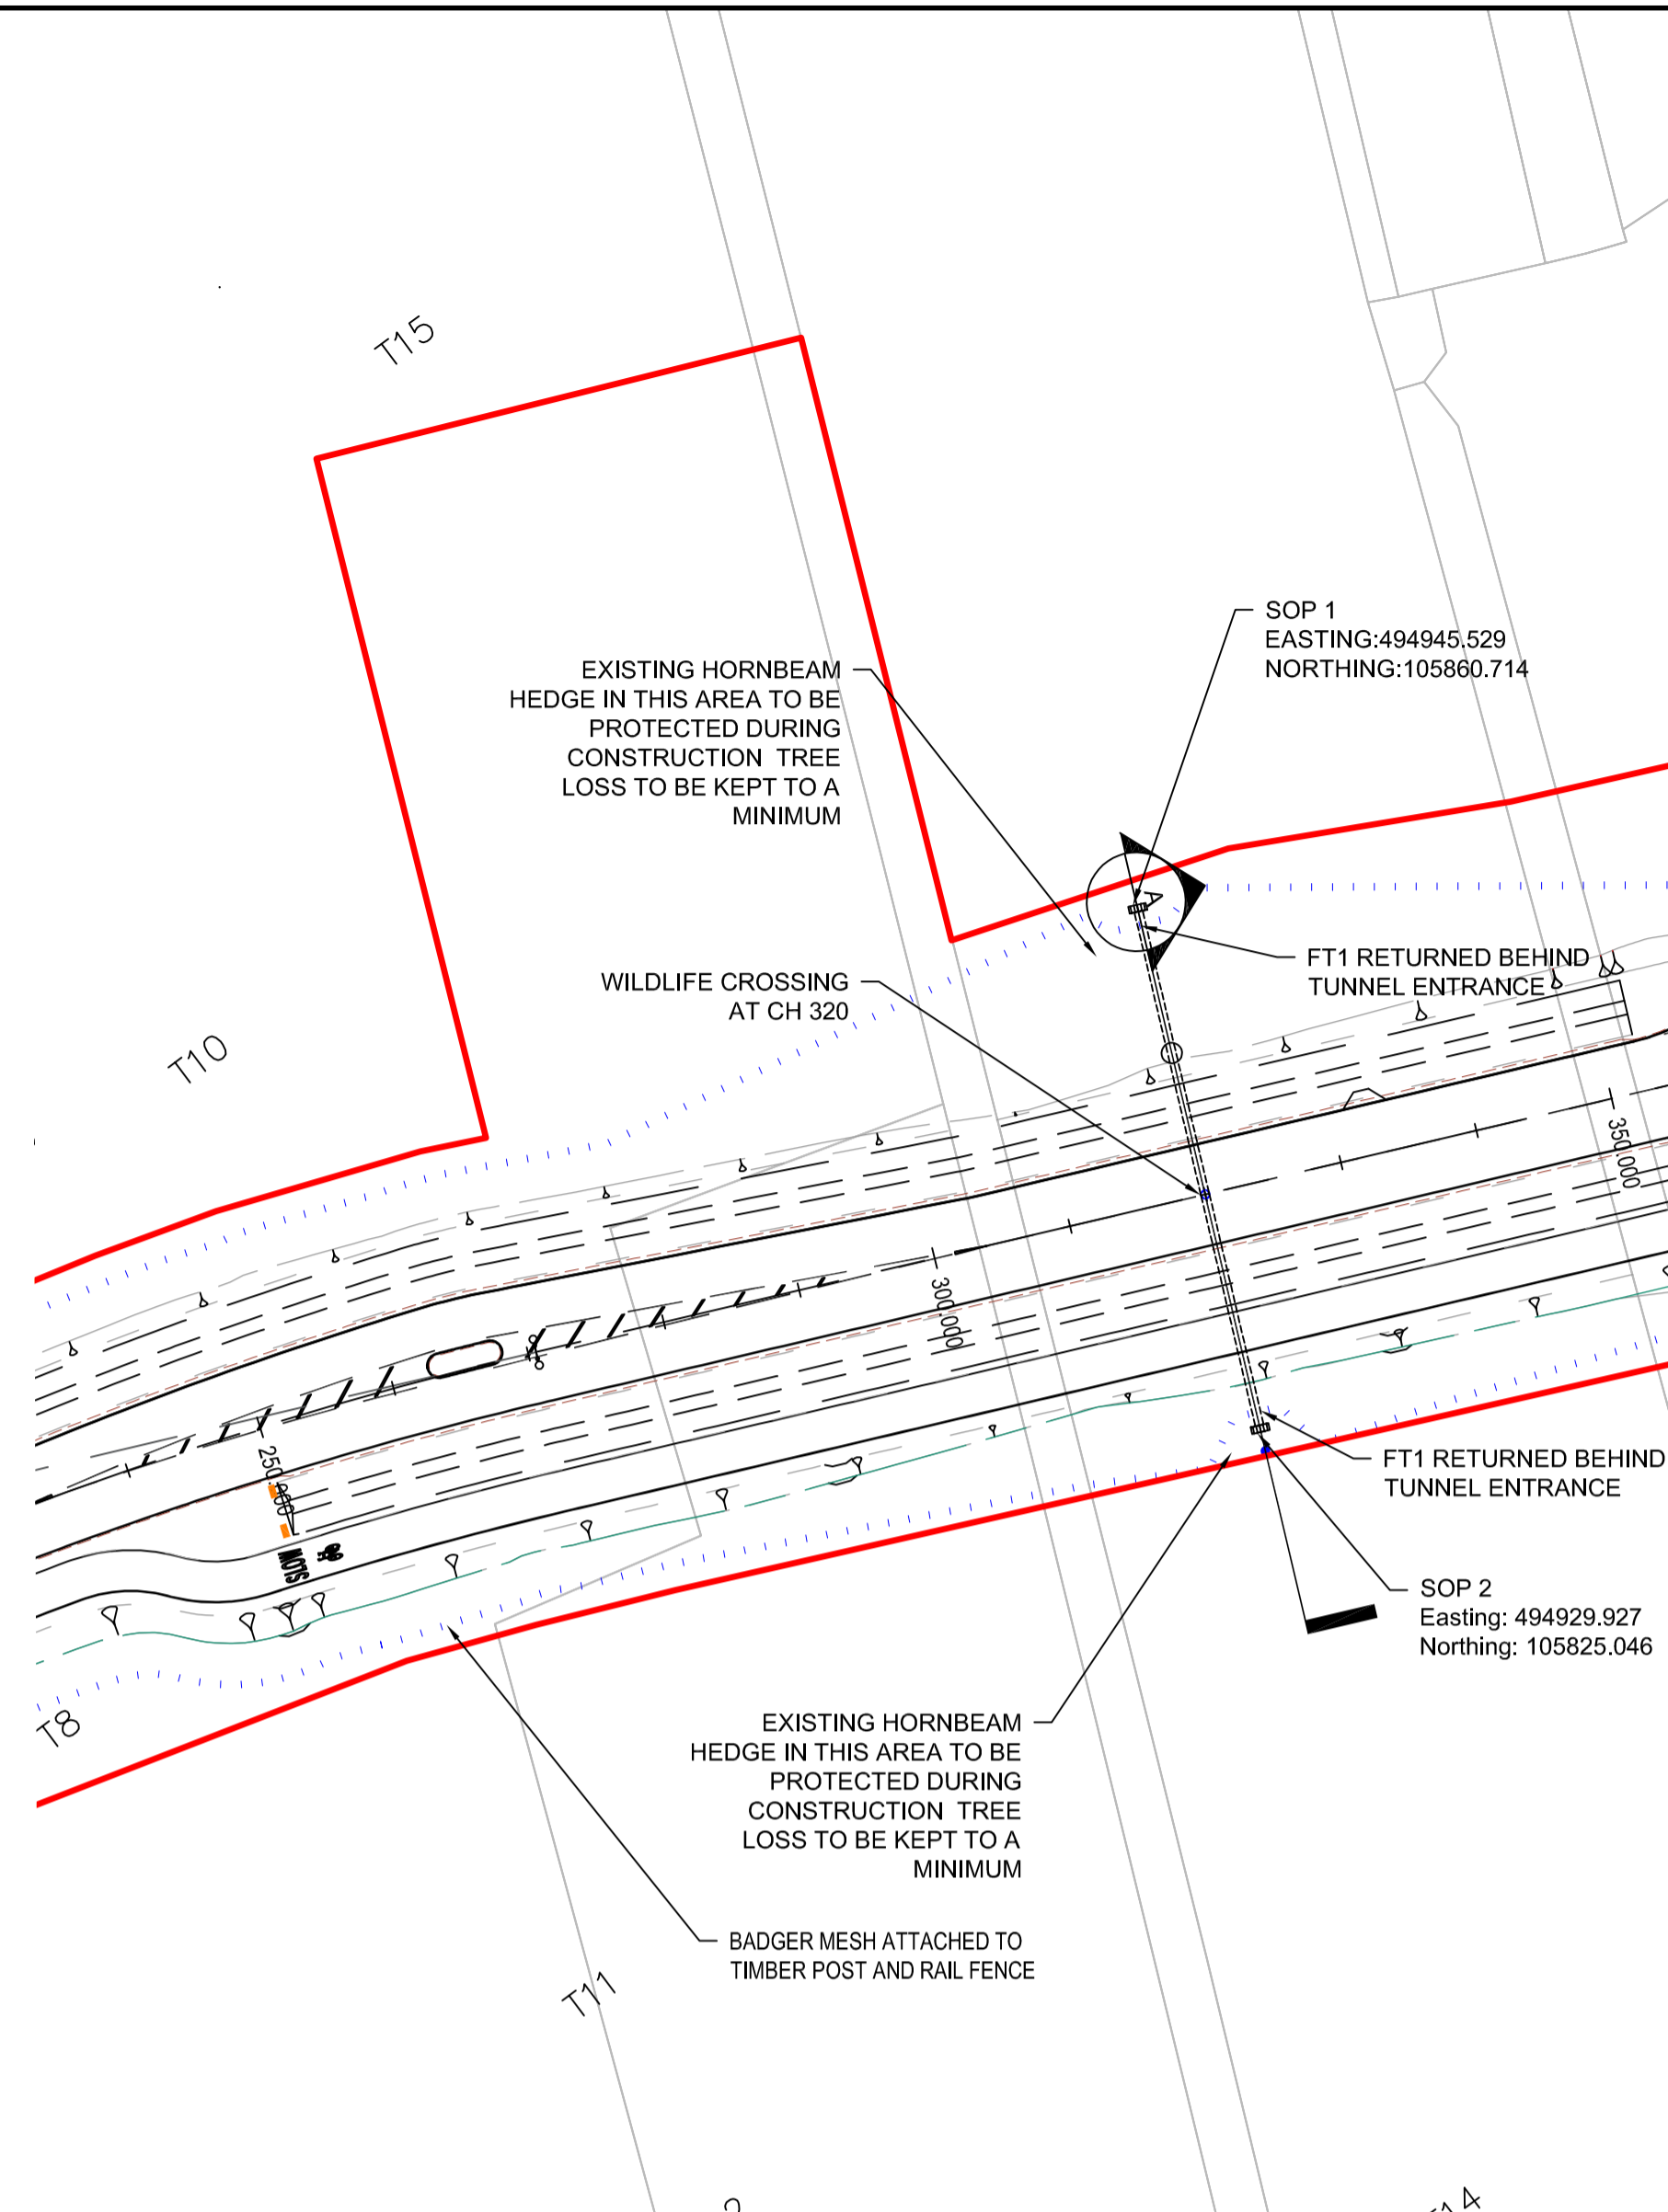 T15
SOP 1
EASTING:494945.529
NORTHING:105860.714
EXISTING HORNBEAM
HEDGE IN THIS AREA TO BE
PROTECTED DURING
CONSTRUCTION TREE
LOSS TO BE KEPT TO A
MINIMUM
A
FT1 RETURNED BEHIND
TUNNEL ENTRANCE
WILDLIFE CROSSING
AT CH 320
T10
350.000
300.000
250.000
SLOW
FT1 RETURNED BEHIND
TUNNEL ENTRANCE
SOP 2
Easting: 494929.927
Northing: 105825.046
T8
EXISTING HORNBEAM
HEDGE IN THIS AREA TO BE
PROTECTED DURING
CONSTRUCTION TREE
LOSS TO BE KEPT TO A
MINIMUM
BADGER MESH ATTACHED TO
TIMBER POST AND RAIL FENCE
T11